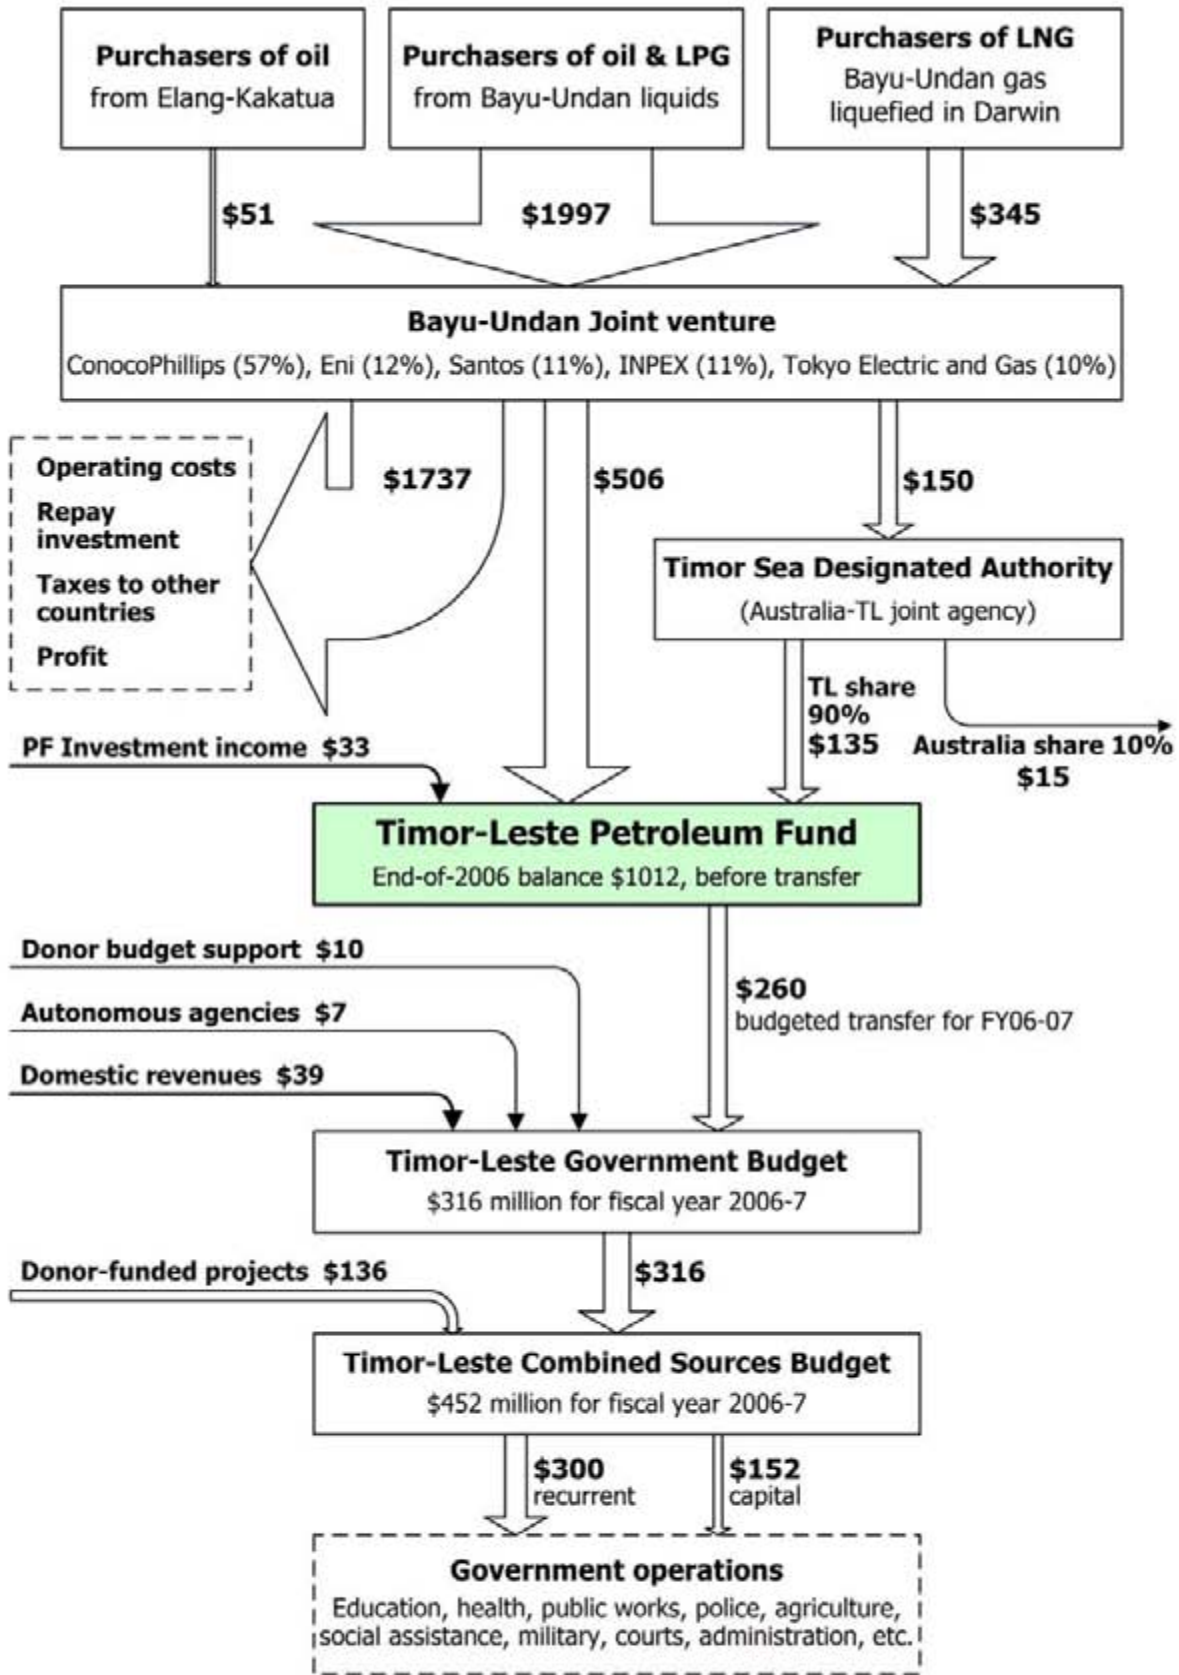 Purchasers of oil
from Elang-Kakatua
Purchasers of oil & LPG
from Bayu-Undan liquids
Purchasers of LNG
Bayu-Undan gas
liquefied in Darwin
$51
$1997
$345
Bayu-Undan Joint venture
ConocoPhillips (57%), Eni (12%), Santos (11%), INPEX (11%), Tokyo Electric and Gas (10%)
Operating costs
Repay
investment
Taxes to other
countries
Profit
$1737
$506
$150
Timor Sea Designated Authority
(Australia-TL joint agency)
TL share
90%
$135
Australia share 10%
$15
PF Investment income $33
Timor-Leste Petroleum Fund
End-of-2006 balance $1012, before transfer
Donor budget support $10
Autonomous agencies $7
Domestic revenues $39
$260
budgeted transfer for FY06-07
Timor-Leste Government Budget
$316 million for fiscal year 2006-7
Donor-funded projects $136
$316
Timor-Leste Combined Sources Budget
$452 million for fiscal year 2006-7
$300
recurrent
$152
capital
Government operations
Education, health, public works, police, agriculture,
social assistance, military, courts, administration, etc.